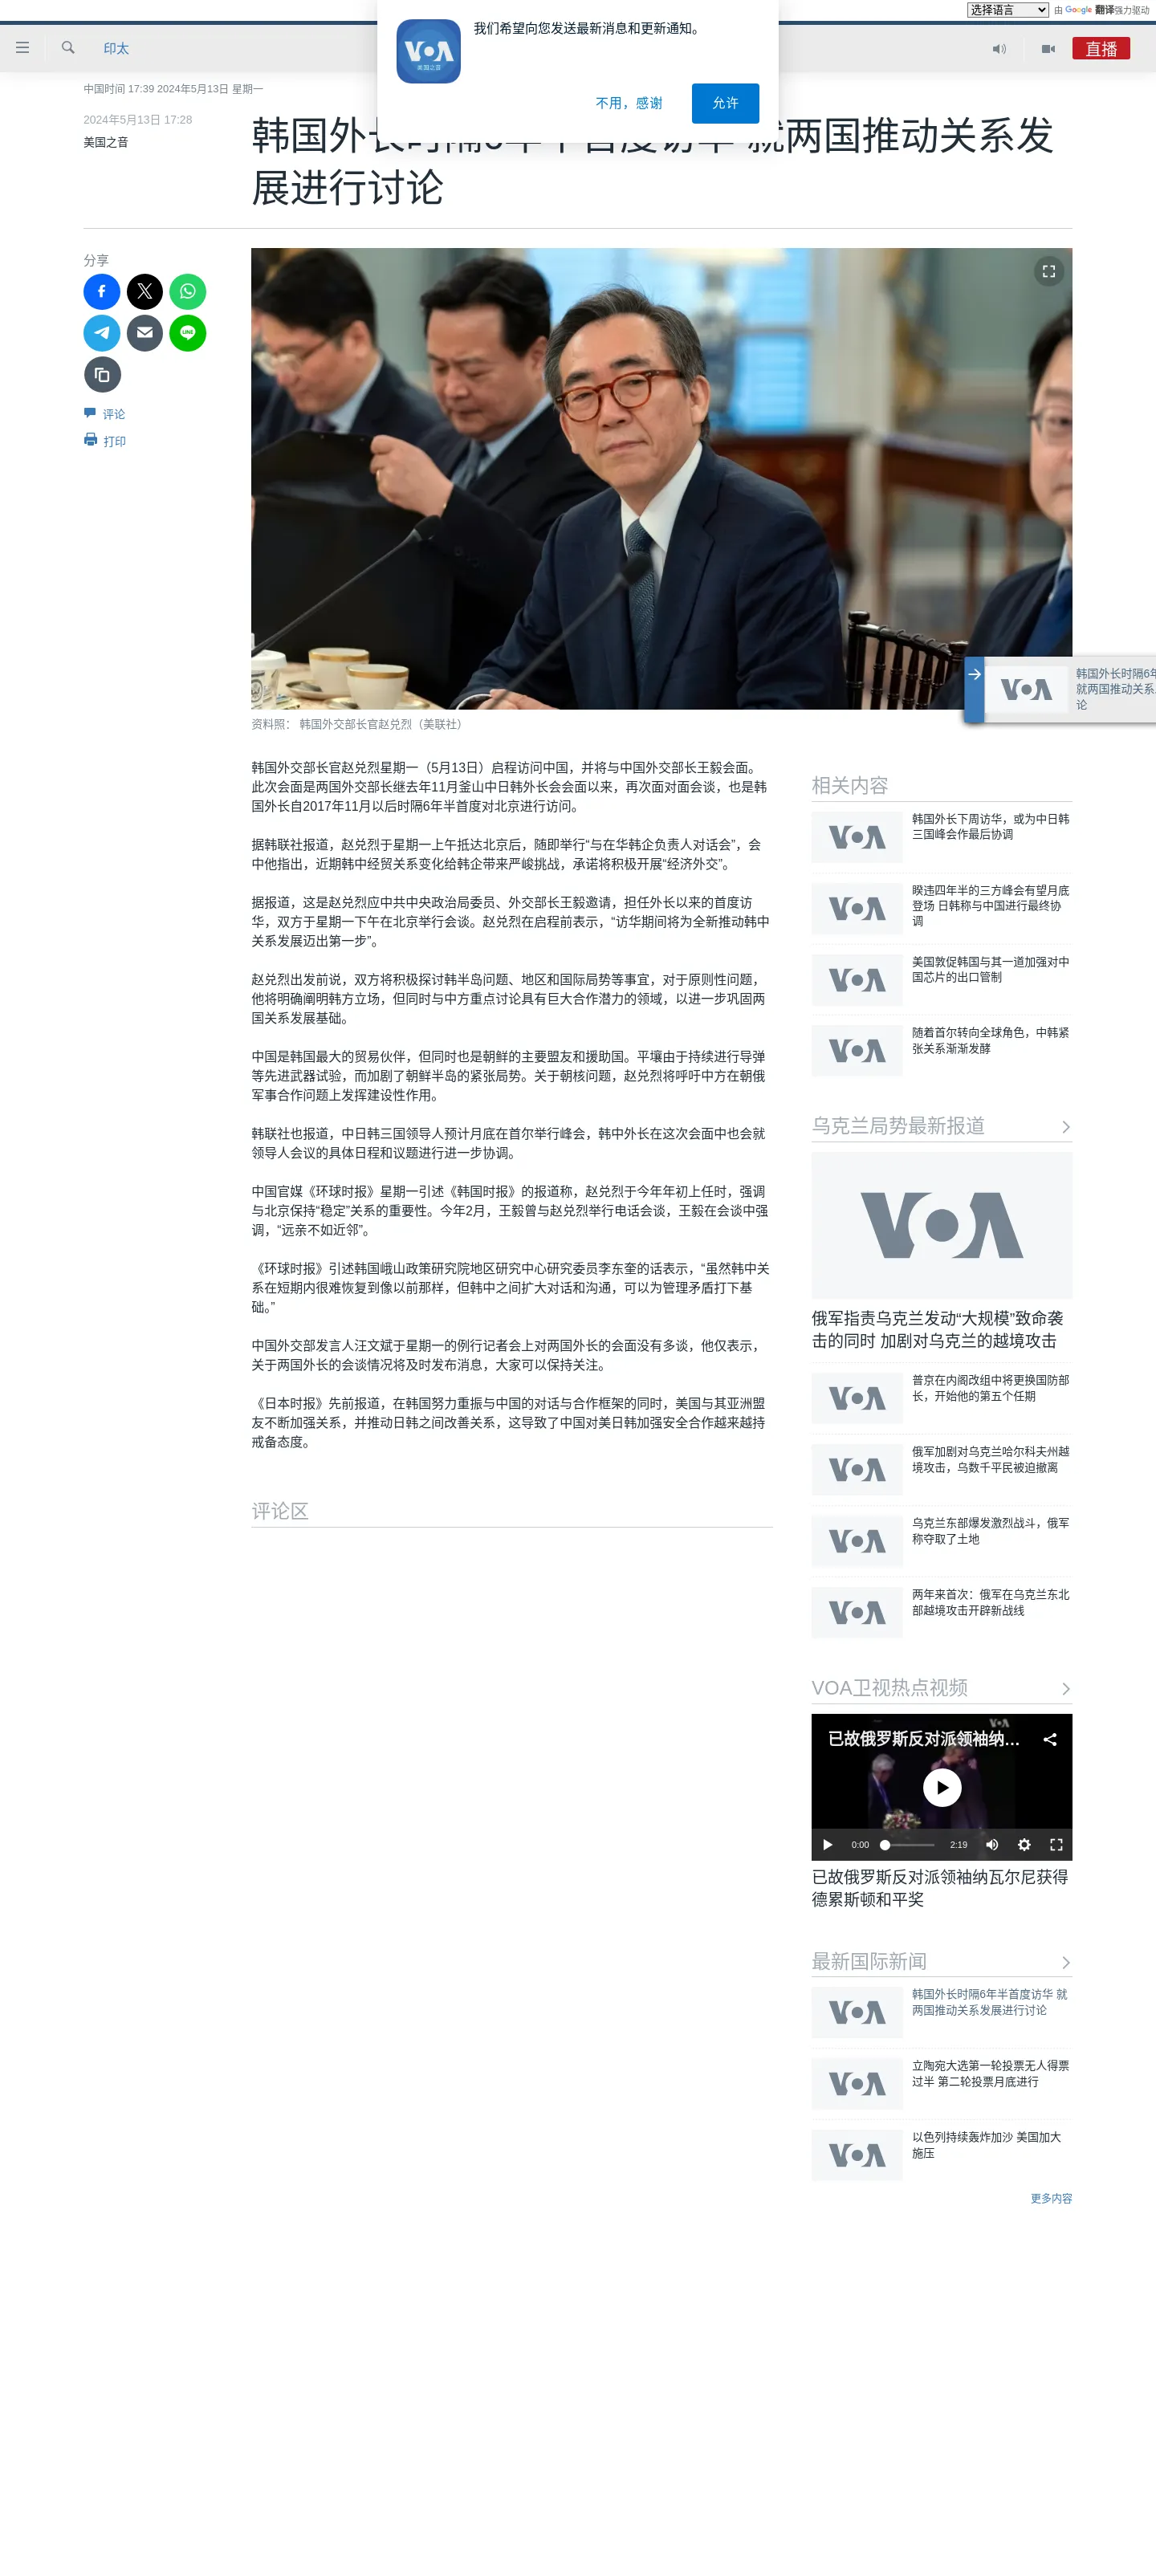 选择语言
由 Google 翻译强力驱动
我们希望向您发送最新消息和更新通知。
VOA
美国之音
不用，感谢
允许
印太
直播
中国时间 17:39 2024年5月13日 星期一
2024年5月13日 17:28
美国之音
韩国外长时隔6年半首度访华 就两国推动关系发
展进行讨论
分享
LINE
评论
打印
VOA
韩国外长时隔6年
就两国推动关系
论
资料照： 韩国外交部长官赵兑烈（美联社）
韩国外交部长官赵兑烈星期一（5月13日）启程访问中国，并将与中国外交部长王毅会面。
此次会面是两国外交部长继去年11月釜山中日韩外长会会面以来，再次面对面会谈，也是韩
国外长自2017年11月以后时隔6年半首度对北京进行访问。
据韩联社报道，赵兑烈于星期一上午抵达北京后，随即举行“与在华韩企负责人对话会”，会
中他指出，近期韩中经贸关系变化给韩企带来严峻挑战，承诺将积极开展“经济外交”。
据报道，这是赵兑烈应中共中央政治局委员、外交部长王毅邀请，担任外长以来的首度访
华，双方于星期一下午在北京举行会谈。赵兑烈在启程前表示，“访华期间将为全新推动韩中
关系发展迈出第一步”。
赵兑烈出发前说，双方将积极探讨韩半岛问题、地区和国际局势等事宜，对于原则性问题，
他将明确阐明韩方立场，但同时与中方重点讨论具有巨大合作潜力的领域，以进一步巩固两
国关系发展基础。
中国是韩国最大的贸易伙伴，但同时也是朝鲜的主要盟友和援助国。平壤由于持续进行导弹
等先进武器试验，而加剧了朝鲜半岛的紧张局势。关于朝核问题，赵兑烈将呼吁中方在朝俄
军事合作问题上发挥建设性作用。
韩联社也报道，中日韩三国领导人预计月底在首尔举行峰会，韩中外长在这次会面中也会就
领导人会议的具体日程和议题进行进一步协调。
中国官媒《环球时报》星期一引述《韩国时报》的报道称，赵兑烈于今年年初上任时，强调
与北京保持“稳定”关系的重要性。今年2月，王毅曾与赵兑烈举行电话会谈，王毅在会谈中强
调，“远亲不如近邻”。
《环球时报》引述韩国峨山政策研究院地区研究中心研究委员李东奎的话表示，“虽然韩中关
系在短期内很难恢复到像以前那样，但韩中之间扩大对话和沟通，可以为管理矛盾打下基
础。”
中国外交部发言人汪文斌于星期一的例行记者会上对两国外长的会面没有多谈，他仅表示，
关于两国外长的会谈情况将及时发布消息，大家可以保持关注。
《日本时报》先前报道，在韩国努力重振与中国的对话与合作框架的同时，美国与其亚洲盟
友不断加强关系，并推动日韩之间改善关系，这导致了中国对美日韩加强安全合作越来越持
戒备态度。
评论区
相关内容
VOA
韩国外长下周访华，或为中日韩
三国峰会作最后协调
VOA
睽违四年半的三方峰会有望月底
登场 日韩称与中国进行最终协
调
VOA
美国敦促韩国与其一道加强对中
国芯片的出口管制
VOA
随着首尔转向全球角色，中韩紧
张关系渐渐发酵
乌克兰局势最新报道
VOA
俄军指责乌克兰发动“大规模”致命袭
击的同时 加剧对乌克兰的越境攻击
VOA
普京在内阁改组中将更换国防部
长，开始他的第五个任期
VOA
俄军加剧对乌克兰哈尔科夫州越
境攻击，乌数千平民被迫撤离
VOA
乌克兰东部爆发激烈战斗，俄军
称夺取了土地
VOA
两年来首次：俄军在乌克兰东北
部越境攻击开辟新战线
VOA卫视热点视频
VOA
已故俄罗斯反对派领袖纳...
0:00
2:19
已故俄罗斯反对派领袖纳瓦尔尼获得
德累斯顿和平奖
最新国际新闻
VOA
韩国外长时隔6年半首度访华 就
两国推动关系发展进行讨论
VOA
立陶宛大选第一轮投票无人得票
过半 第二轮投票月底进行
VOA
以色列持续轰炸加沙 美国加大
施压
更多内容